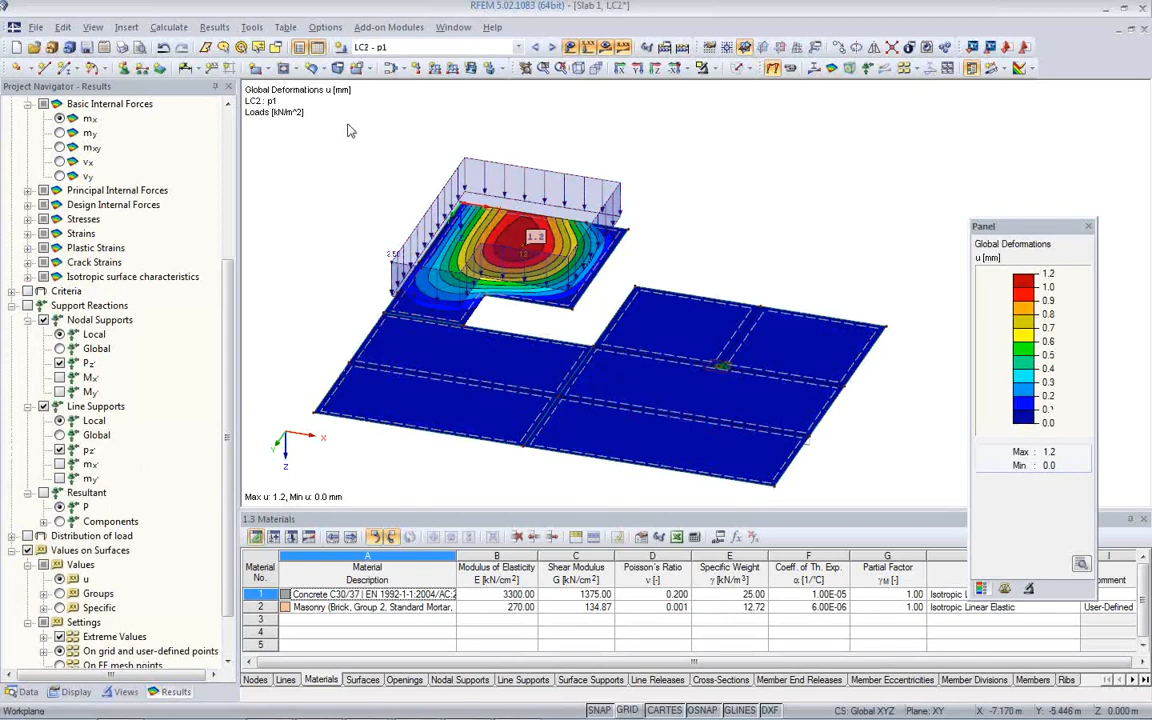 RFEM 5.02.1083 (64bit) - [Slab 1, LC2*]
File Edit View Insert Calculate Results Tools Table Options Add-on Modules Window Help
LC2 - p1
Project Navigator - Results
Basic Internal Forces
mx
my
mxy
vx
vy
Principal Internal Forces
Design Internal Forces
Stresses
Strains
Plastic Strains
Crack Strains
Isotropic surface characteristics
Criteria
Support Reactions
Nodal Supports
Local
Global
Pz'
Mx'
My'
Line Supports
Local
Global
pz'
mx'
my'
Resultant
P
Components
Distribution of load
Values on Surfaces
Values
u
Groups
Specific
Settings
Extreme Values
On grid and user-defined points
On FE mesh points
Data Display Views Results
Global Deformations u [mm]
LC2 : p1
Loads [kN/m^2]
1.2
X
Y
Z
Max u: 1.2, Min u: 0.0 mm
Panel
Global Deformations
u [mm]
1.2
1.0
0.9
0.8
0.7
0.6
0.5
0.4
0.3
0.2
0.0
Max : 1.2
Min : 0.0
1.3 Materials
A B C D E F G I
Material No. Material Description Modulus of Elasticity E [kN/cm2] Shear Modulus G [kN/cm2] Poisson's Ratio ν [-] Specific Weight γ [kN/m3] Coeff. of Th. Exp. α [1/°C] Partial Factor γM [-]
1 Concrete C30/37 | EN 1992-1-1:2004/AC:2 3300.00 1375.00 0.200 25.00 1.00E-05 1.00 Isotropic L
2 Masonry (Brick, Group 2, Standard Mortar, 270.00 134.87 0.001 12.72 6.00E-06 1.00 Isotropic Linear Elastic User-Defined
3
4
5
Nodes Lines Materials Surfaces Openings Nodal Supports Line Supports Surface Supports Line Releases Cross-Sections Member End Releases Member Eccentricities Member Divisions Members Ribs
Workplane SNAP GRID CARTES OSNAP GLINES DXF CS: Global XYZ Plane: XY X: -7.170 m Y: -5.446 m Z: 0.000 m